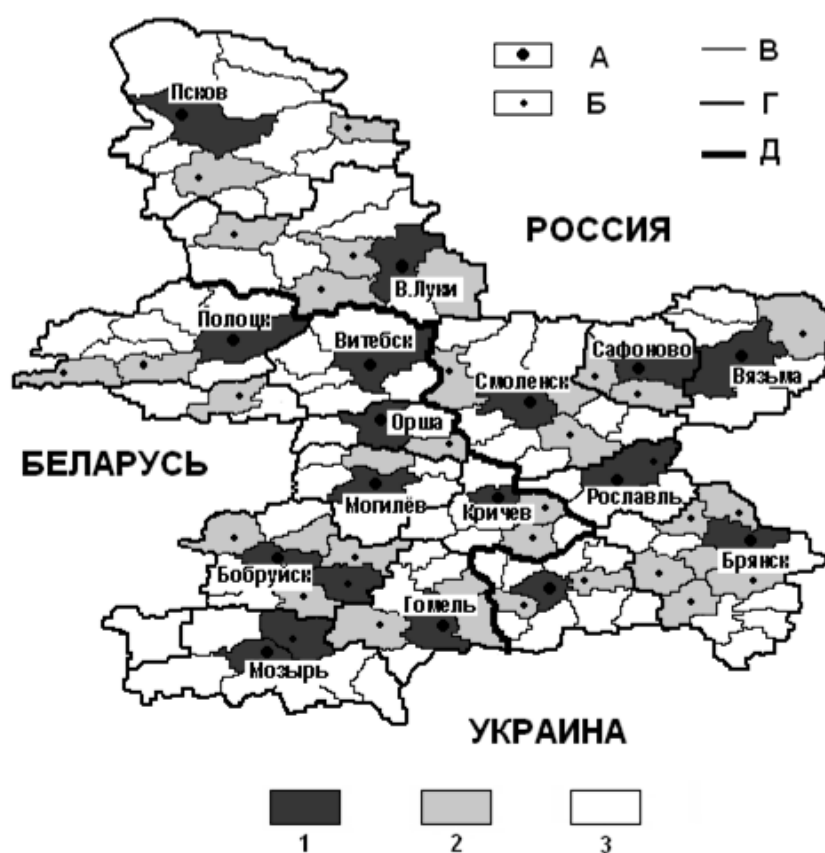 А
Б
В
Г
Д
Псков
РОССИЯ
В.Луки
Полоцк
Витебск
Сафоново
Смоленск
Вязьма
Орша
БЕЛАРУСЬ
Могилёв
Кричев
Рославль
Брянск
Бобруйск
Гомель
Мозырь
УКРАИНА
1
2
3